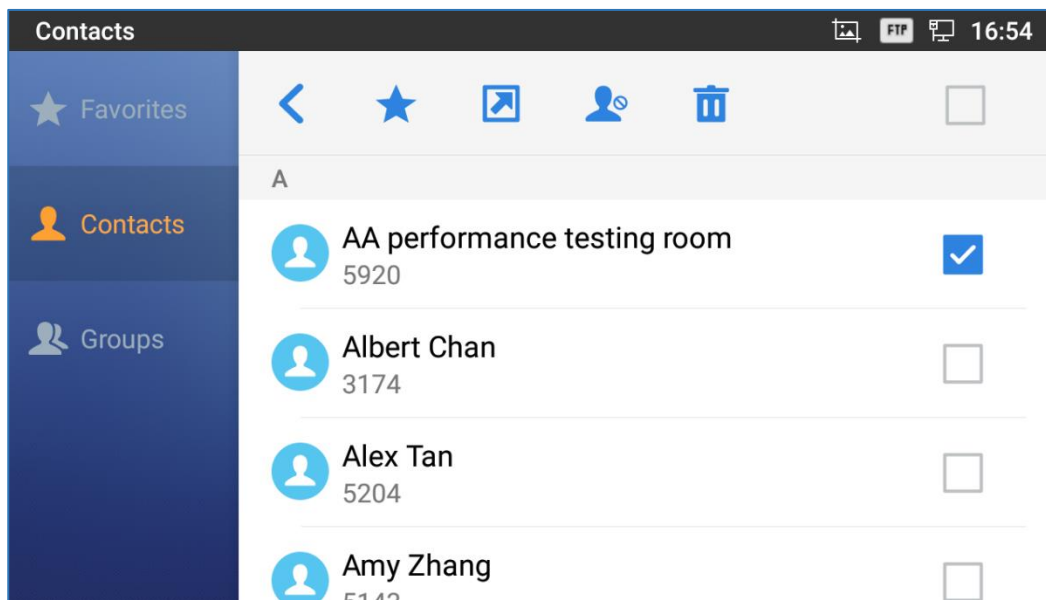 Contacts
FTP 16:54
Favorites
Contacts
Groups
A
AA performance testing room
5920
Albert Chan
3174
Alex Tan
5204
Amy Zhang